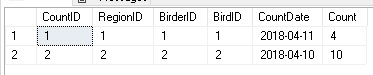 CountID RegionID BirderID BirdID CountDate Count
1 1 1 1 1 2018-04-11 4
2 2 2 2 2 2018-04-10 10